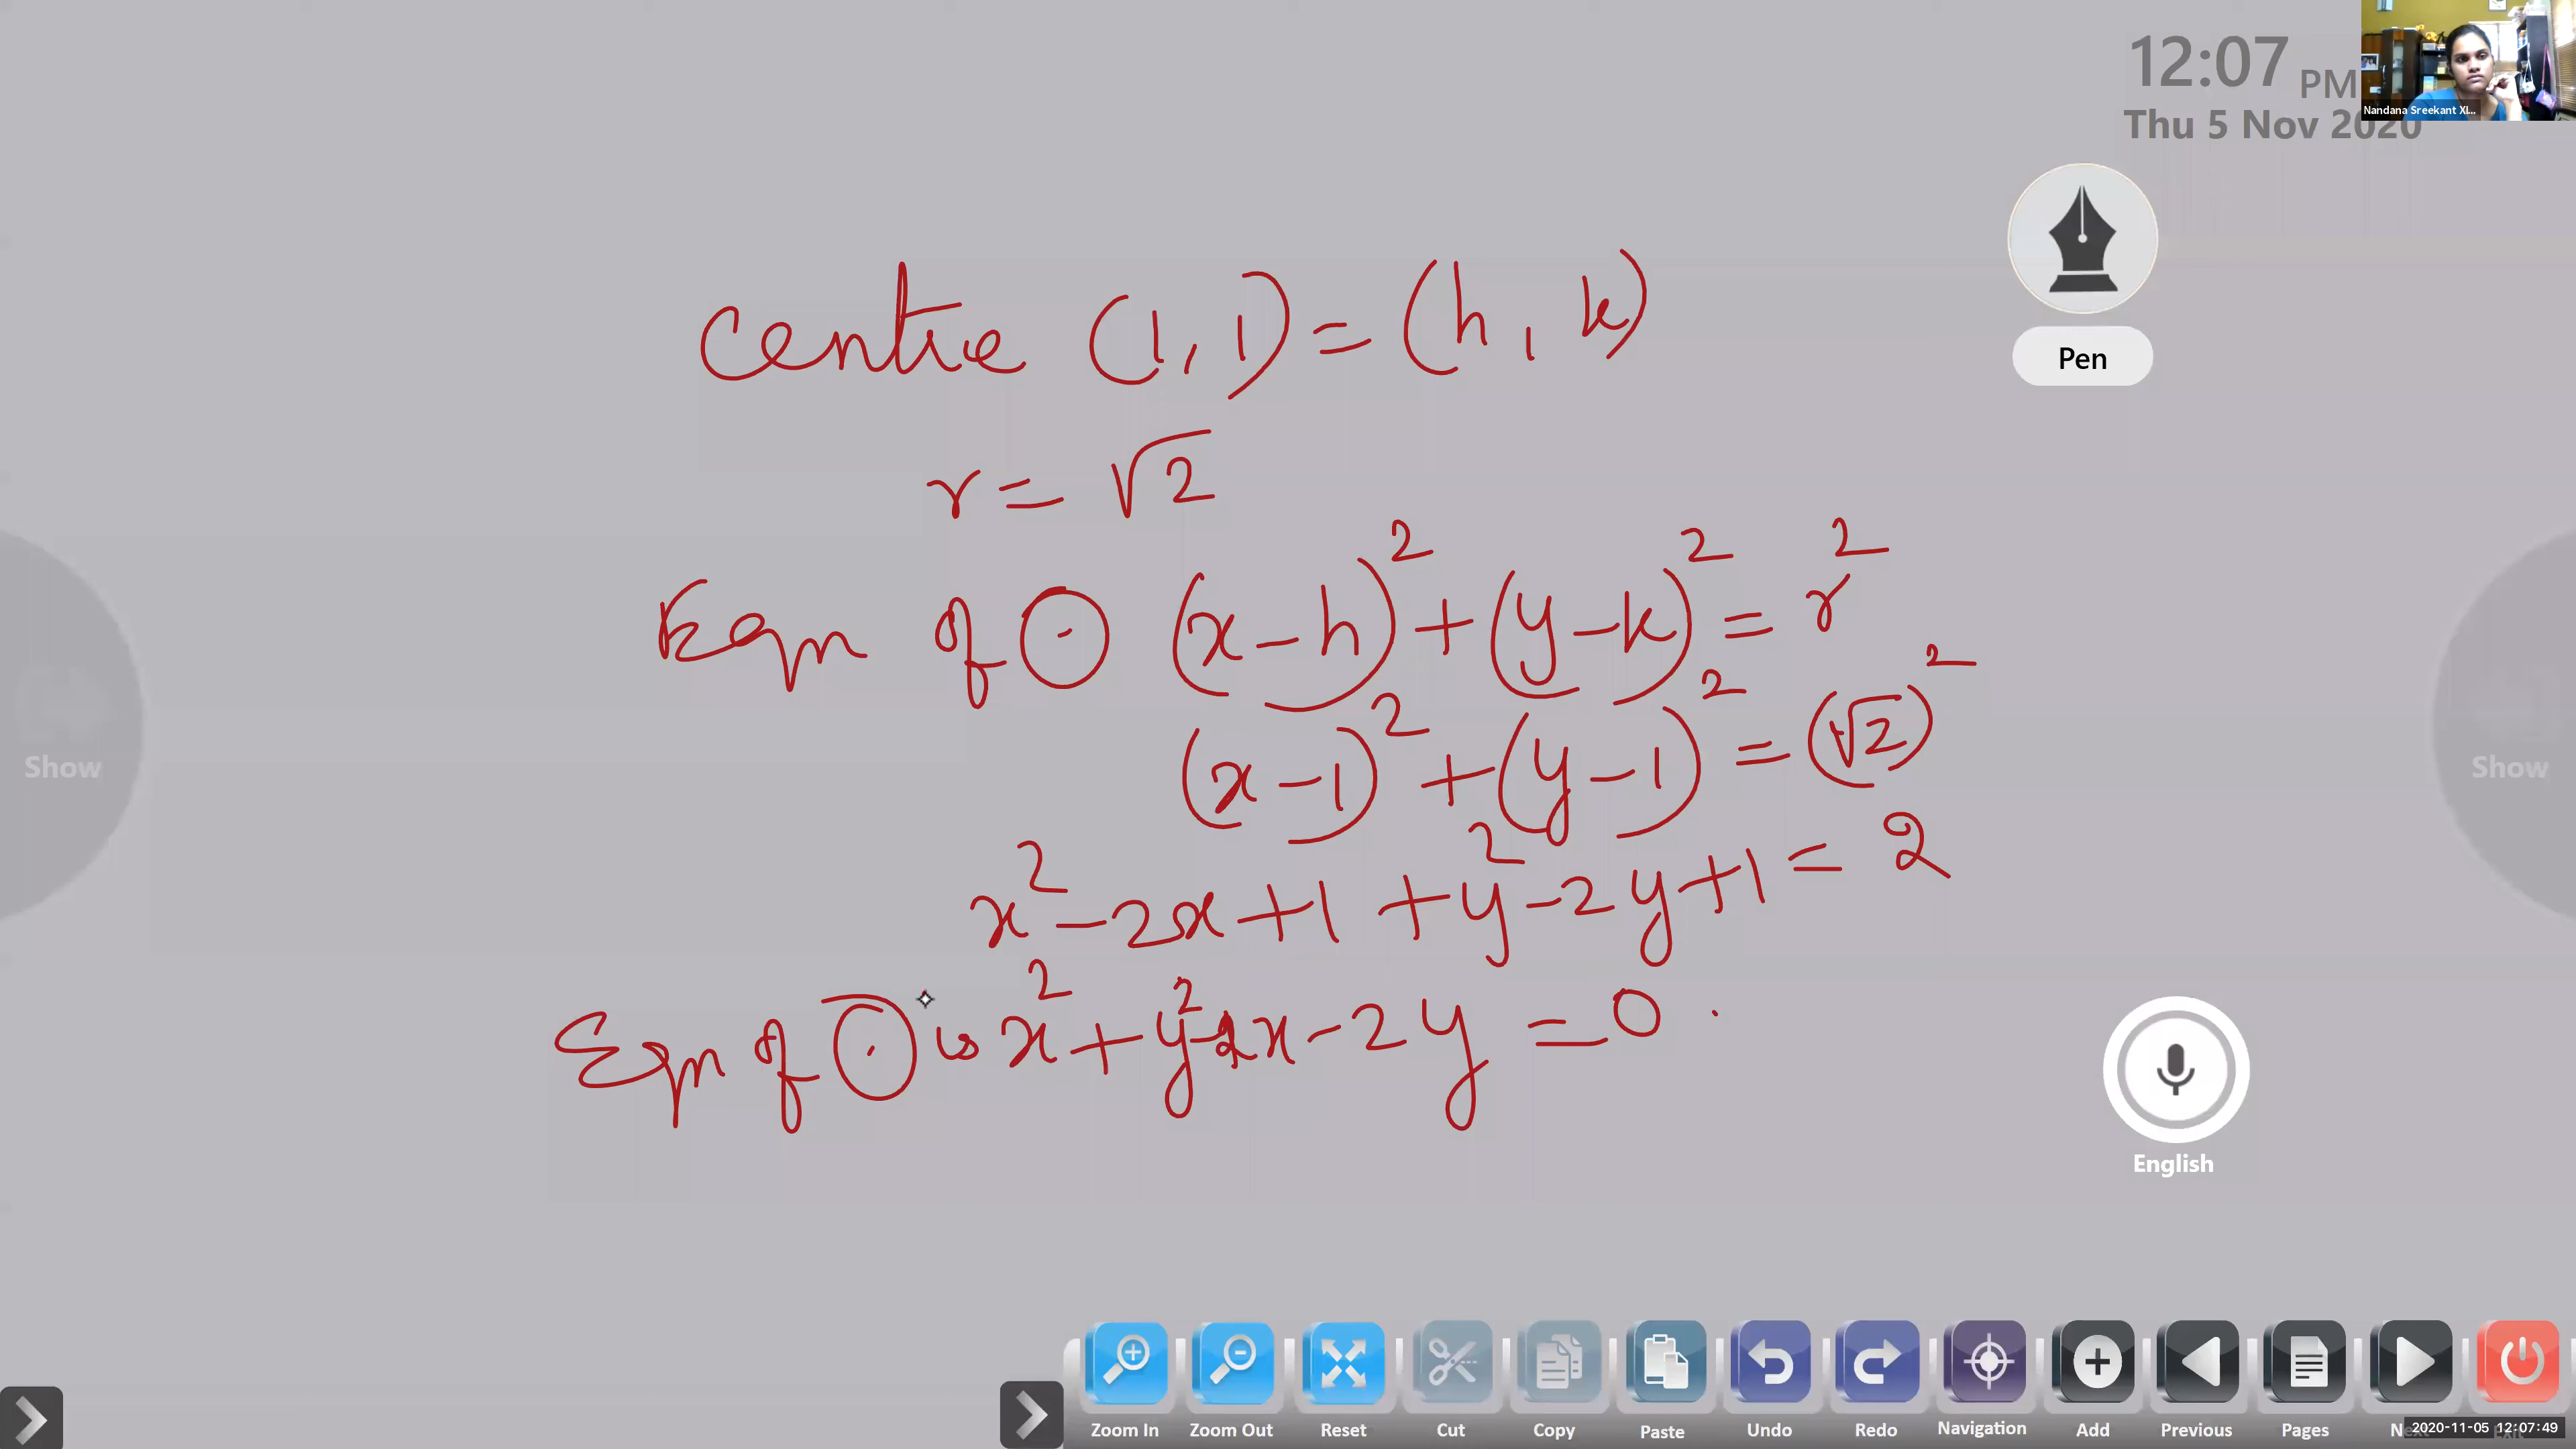 12:07 PM
Thu 5 Nov 2020
Nandana Sreekant XI...
Pen
Centre (1, 1) = (h, k)
r = √2
Eqn of ⊙ (x-h)² + (y-k)² = r²
(x-1)² + (y-1)² = (√2)²
x² - 2x + 1 + y² - 2y + 1 = 2
Eqn of ⊙ is x² + y² - 2x - 2y = 0.
Show
Show
English
Zoom In Zoom Out Reset Cut Copy Paste Undo Redo Navigation Add Previous Pages
2020-11-05 12:07:49